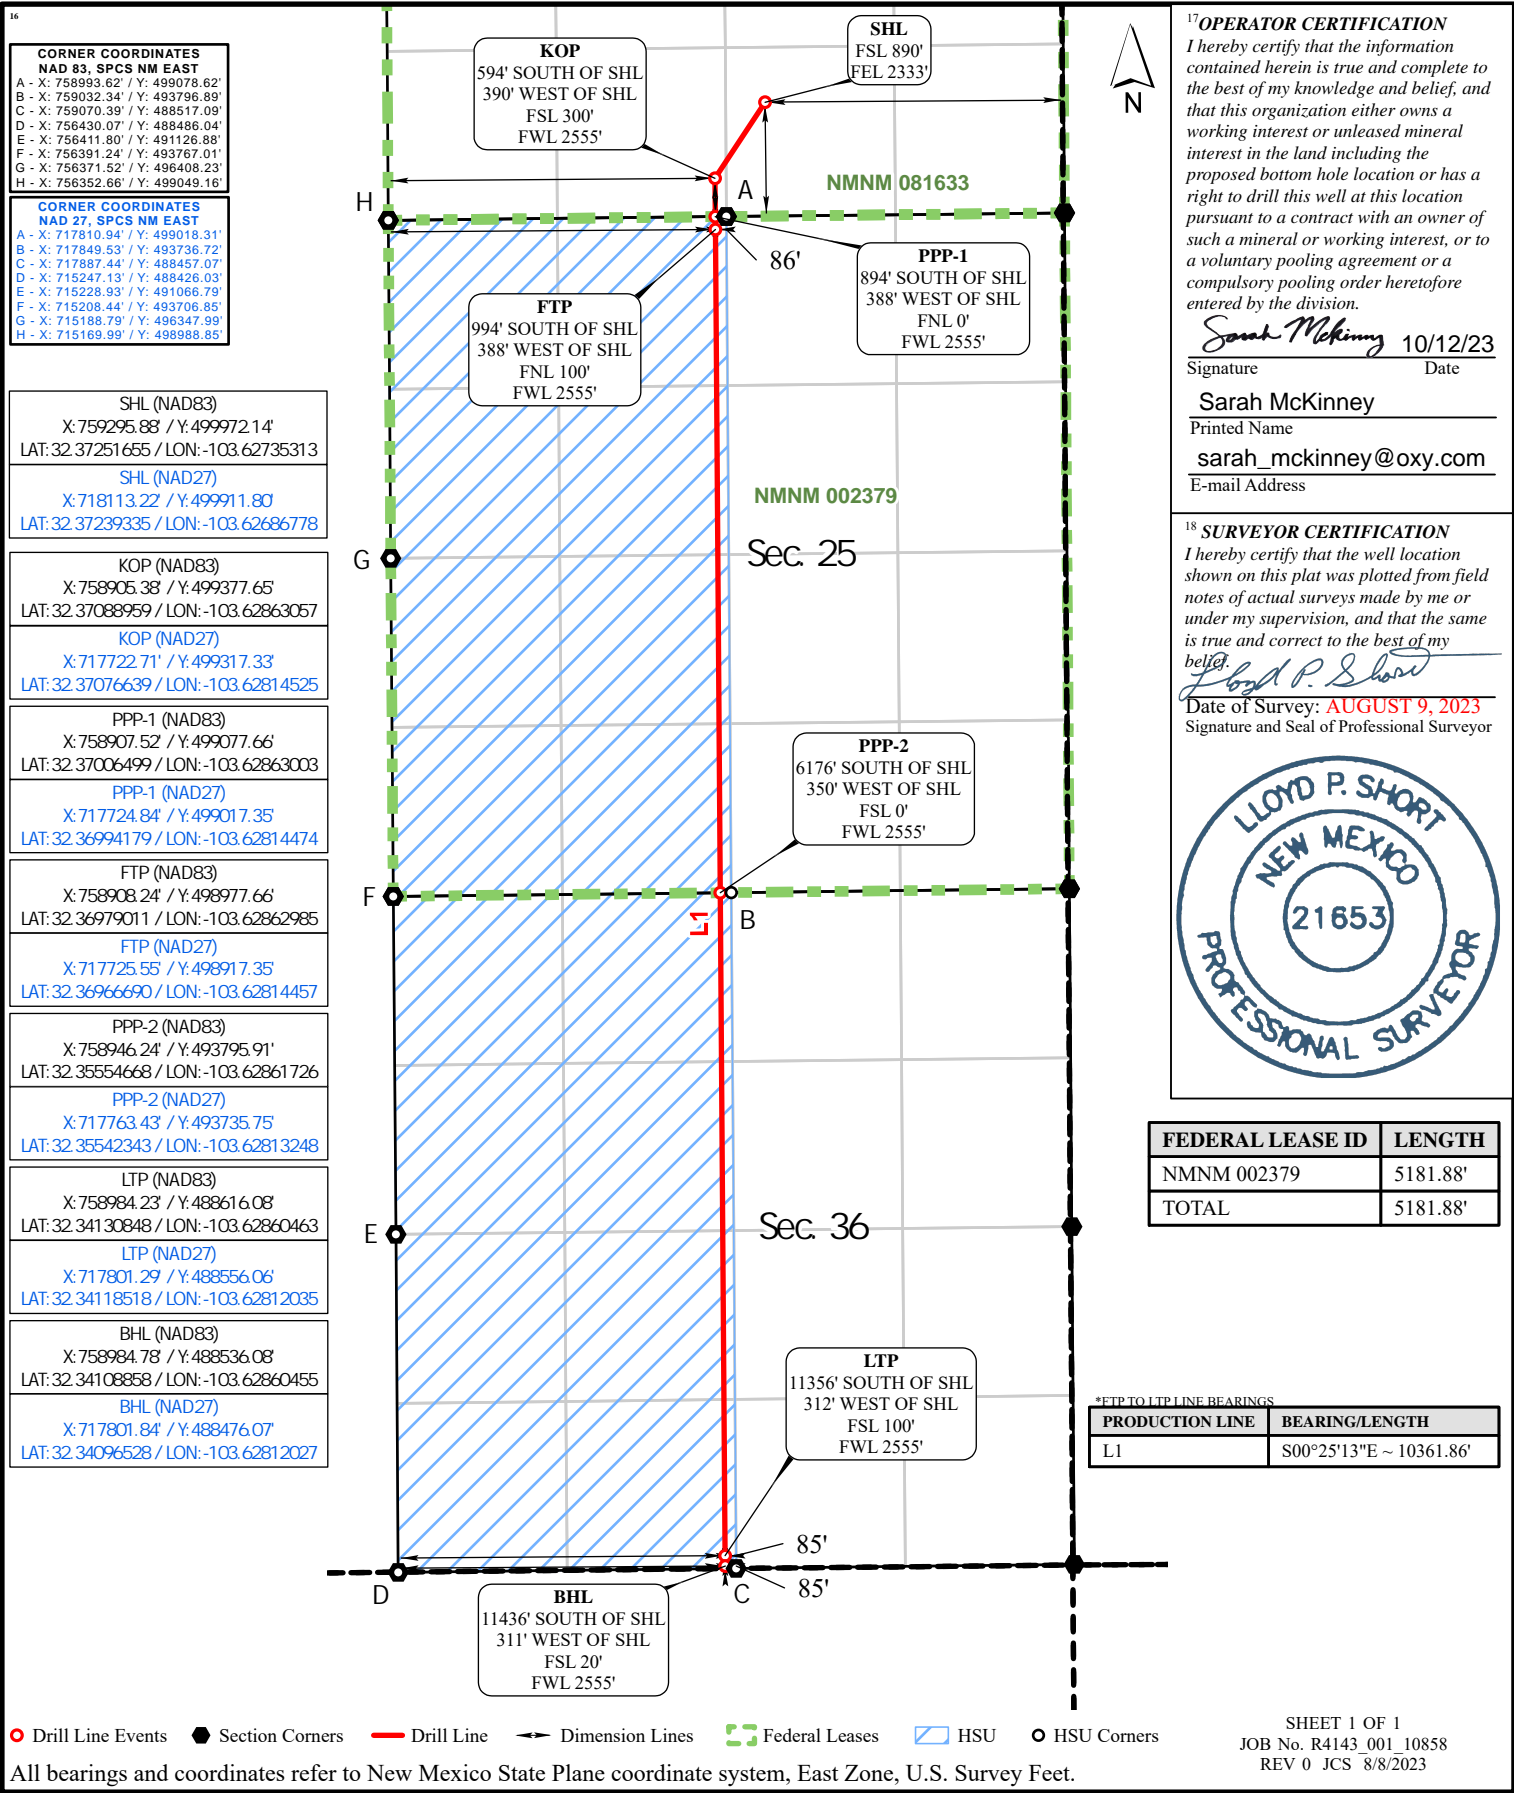 16
CORNER COORDINATES
NAD 83, SPCS NM EAST
A - X: 758993.62' / Y: 499078.62'
B - X: 759032.34' / Y: 493796.89'
C - X: 759070.39' / Y: 488517.09'
D - X: 756430.07' / Y: 488486.04'
E - X: 756411.80' / Y: 491126.88'
F - X: 756391.24' / Y: 493767.01'
G - X: 756371.52' / Y: 496408.23'
H - X: 756352.66' / Y: 499049.16'
CORNER COORDINATES
NAD 27, SPCS NM EAST
A - X: 717810.94' / Y: 499018.31'
B - X: 717849.53' / Y: 493736.72'
C - X: 717887.44' / Y: 488457.07'
D - X: 715247.13' / Y: 488426.03'
E - X: 715228.93' / Y: 491066.79'
F - X: 715208.44' / Y: 493706.85'
G - X: 715188.79' / Y: 496347.99'
H - X: 715169.99' / Y: 498988.85'
SHL (NAD83)
X: 759295.88' / Y: 499972.14'
LAT: 32.37251655 / LON: -103.62735313
SHL (NAD27)
X: 718113.22' / Y: 499911.80'
LAT: 32.37239335 / LON: -103.62686778
KOP (NAD83)
X: 758905.38' / Y: 499377.65'
LAT: 32.37088959 / LON: -103.62863057
KOP (NAD27)
X: 717722.71' / Y: 499317.33'
LAT: 32.37076639 / LON: -103.62814525
PPP-1 (NAD83)
X: 758907.52' / Y: 499077.66'
LAT: 32.37006499 / LON: -103.62863003
PPP-1 (NAD27)
X: 717724.84' / Y: 499017.35'
LAT: 32.36994179 / LON: -103.62814474
FTP (NAD83)
X: 758908.24' / Y: 498977.66'
LAT: 32.36979011 / LON: -103.62862985
FTP (NAD27)
X: 717725.55' / Y: 498917.35'
LAT: 32.36966690 / LON: -103.62814457
PPP-2 (NAD83)
X: 758946.24' / Y: 493795.91'
LAT: 32.35554668 / LON: -103.62861726
PPP-2 (NAD27)
X: 717763.43' / Y: 493735.75'
LAT: 32.35542343 / LON: -103.62813248
LTP (NAD83)
X: 758984.23' / Y: 488616.08'
LAT: 32.34130848 / LON: -103.62860463
LTP (NAD27)
X: 717801.29' / Y: 488556.06'
LAT: 32.34118518 / LON: -103.62812035
BHL (NAD83)
X: 758984.78' / Y: 488536.08'
LAT: 32.34108858 / LON: -103.62860455
BHL (NAD27)
X: 717801.84' / Y: 488476.07'
LAT: 32.34096528 / LON: -103.62812027
KOP
594' SOUTH OF SHL
390' WEST OF SHL
FSL 300'
FWL 2555'
SHL
FSL 890'
FEL 2333'
N
H
A
NMNM 081633
86'
PPP-1
894' SOUTH OF SHL
388' WEST OF SHL
FNL 0'
FWL 2555'
FTP
994' SOUTH OF SHL
388' WEST OF SHL
FNL 100'
FWL 2555'
NMNM 002379
G
Sec. 25
PPP-2
6176' SOUTH OF SHL
350' WEST OF SHL
FSL 0'
FWL 2555'
F
L1
B
E
Sec. 36
LTP
11356' SOUTH OF SHL
312' WEST OF SHL
FSL 100'
FWL 2555'
85'
85'
D
C
BHL
11436' SOUTH OF SHL
311' WEST OF SHL
FSL 20'
FWL 2555'
17 OPERATOR CERTIFICATION
I hereby certify that the information
contained herein is true and complete to
the best of my knowledge and belief, and
that this organization either owns a
working interest or unleased mineral
interest in the land including the
proposed bottom hole location or has a
right to drill this well at this location
pursuant to a contract with an owner of
such a mineral or working interest, or to
a voluntary pooling agreement or a
compulsory pooling order heretofore
entered by the division.
Sarah McKinney 10/12/23
Signature Date
Sarah McKinney
Printed Name
sarah_mckinney@oxy.com
E-mail Address
18 SURVEYOR CERTIFICATION
I hereby certify that the well location
shown on this plat was plotted from field
notes of actual surveys made by me or
under my supervision, and that the same
is true and correct to the best of my
belief.
Lloyd P. Short
Date of Survey: AUGUST 9, 2023
Signature and Seal of Professional Surveyor
LLOYD P. SHORT
NEW MEXICO
21653
PROFESSIONAL SURVEYOR
FEDERAL LEASE ID LENGTH
NMNM 002379 5181.88'
TOTAL 5181.88'
*FTP TO LTP LINE BEARINGS
PRODUCTION LINE BEARING/LENGTH
L1 S00°25'13"E ~ 10361.86'
Drill Line Events Section Corners Drill Line Dimension Lines Federal Leases HSU HSU Corners
All bearings and coordinates refer to New Mexico State Plane coordinate system, East Zone, U.S. Survey Feet.
SHEET 1 OF 1
JOB No. R4143_001_10858
REV 0 JCS 8/8/2023